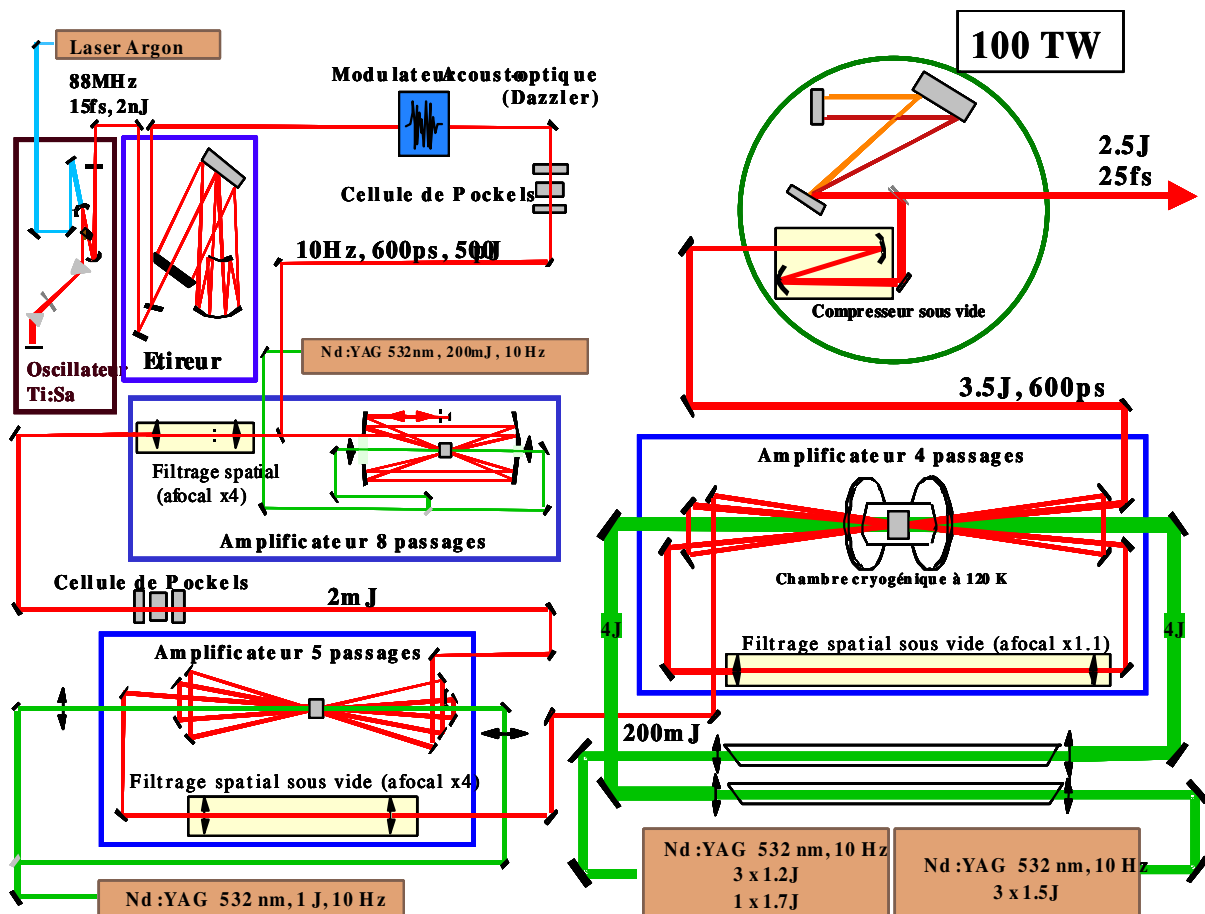 Laser Argon
100 TW
88MHz
15fs, 2nJ
Modulateur Acousto-optique
(Dazzler)
2.5J
25fs
Cellule de Pockels
10Hz, 600ps,
Compresseur sous vide
Etireur
Nd:YAG 532nm, 200mJ, 10 Hz
Oscillateur
Ti:Sa
3.5J, 600ps
Filtrage spatial
(afocal x4)
Amplificateur 4 passages
Amplificateur 8 passages
Chambre cryogénique à 120 K
Cellule de Pockels
2mJ
4J
4J
Amplificateur 5 passages
Filtrage spatial sous vide (afocal x1.1)
200mJ
Filtrage spatial sous vide (afocal x4)
Nd:YAG 532 nm, 10 Hz
3 x 1.2J
1 x 1.7J
Nd:YAG 532 nm, 10 Hz
3 x 1.5J
Nd:YAG 532 nm, 1 J, 10 Hz